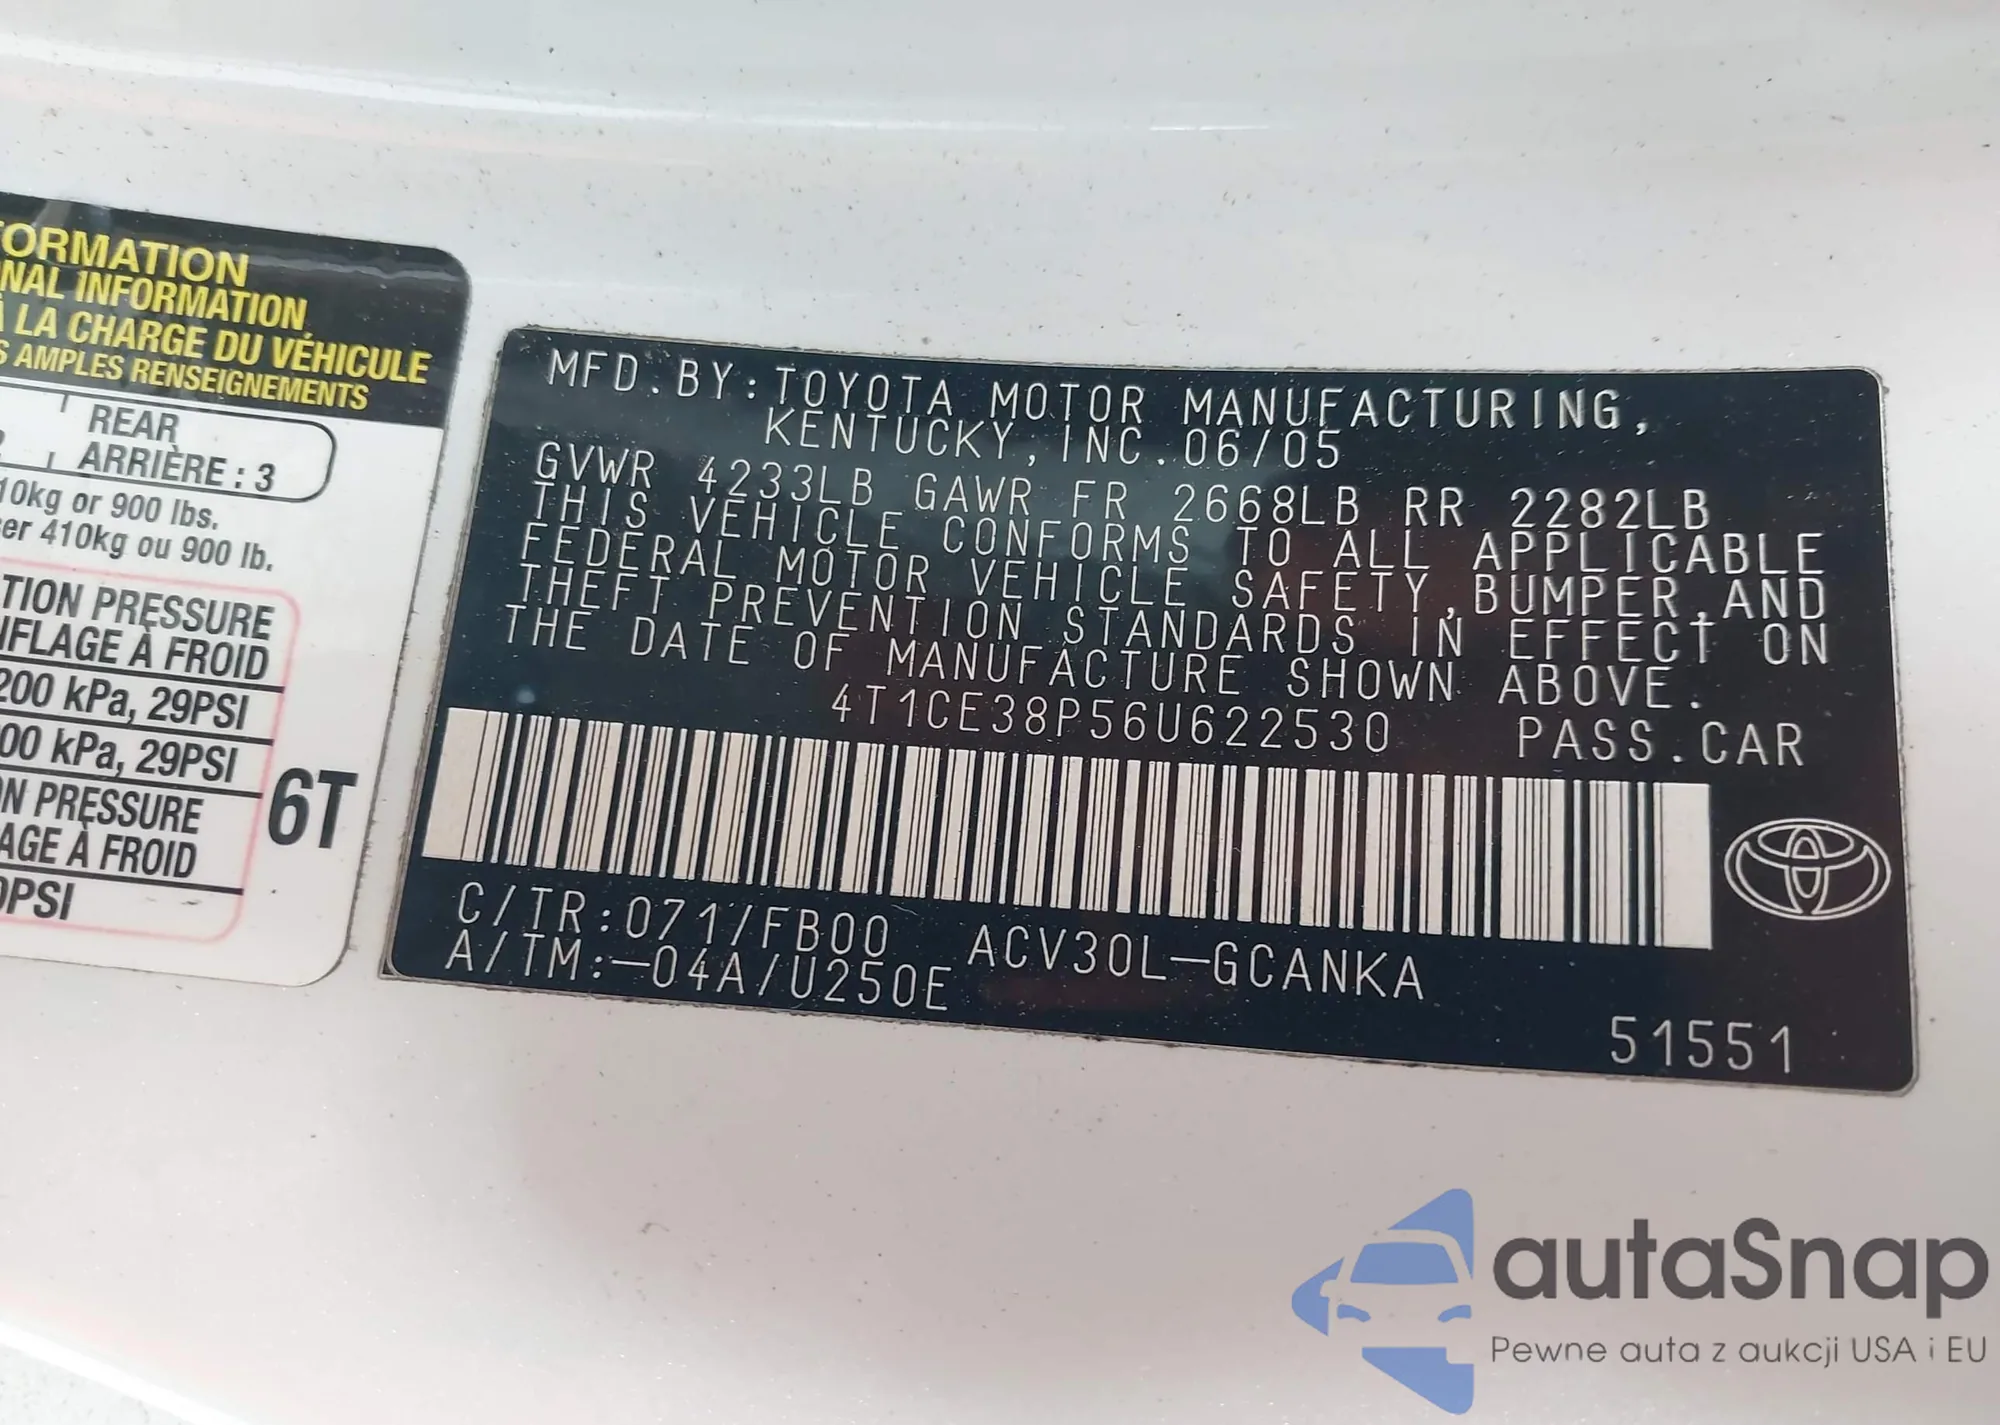 FORMATION
NAL INFORMATION
À LA CHARGE DU VÉHICULE
S AMPLES RENSEIGNEMENTS
REAR
ARRIÈRE : 3
10kg or 900 lbs.
er 410kg ou 900 lb.
TION PRESSURE
NFLAGE À FROID
200 kPa, 29PSI
00 kPa, 29PSI
ON PRESSURE
LAGE À FROID
0PSI
6T
MFD. BY: TOYOTA MOTOR MANUFACTURING,
KENTUCKY, INC. 06/05
GVWR 4233LB GAWR FR 2668LB RR 2282LB
THIS VEHICLE CONFORMS TO ALL APPLICABLE
FEDERAL MOTOR VEHICLE SAFETY, BUMPER, AND
THEFT PREVENTION STANDARDS IN EFFECT ON
THE DATE OF MANUFACTURE SHOWN ABOVE.
4T1CE38P56U622530 PASS. CAR
C/TR: 071/FB00 ACV30L-GCANKA
A/TM: -04A/U250E
51551
autaSnap
Pewne auta z aukcji USA i EU